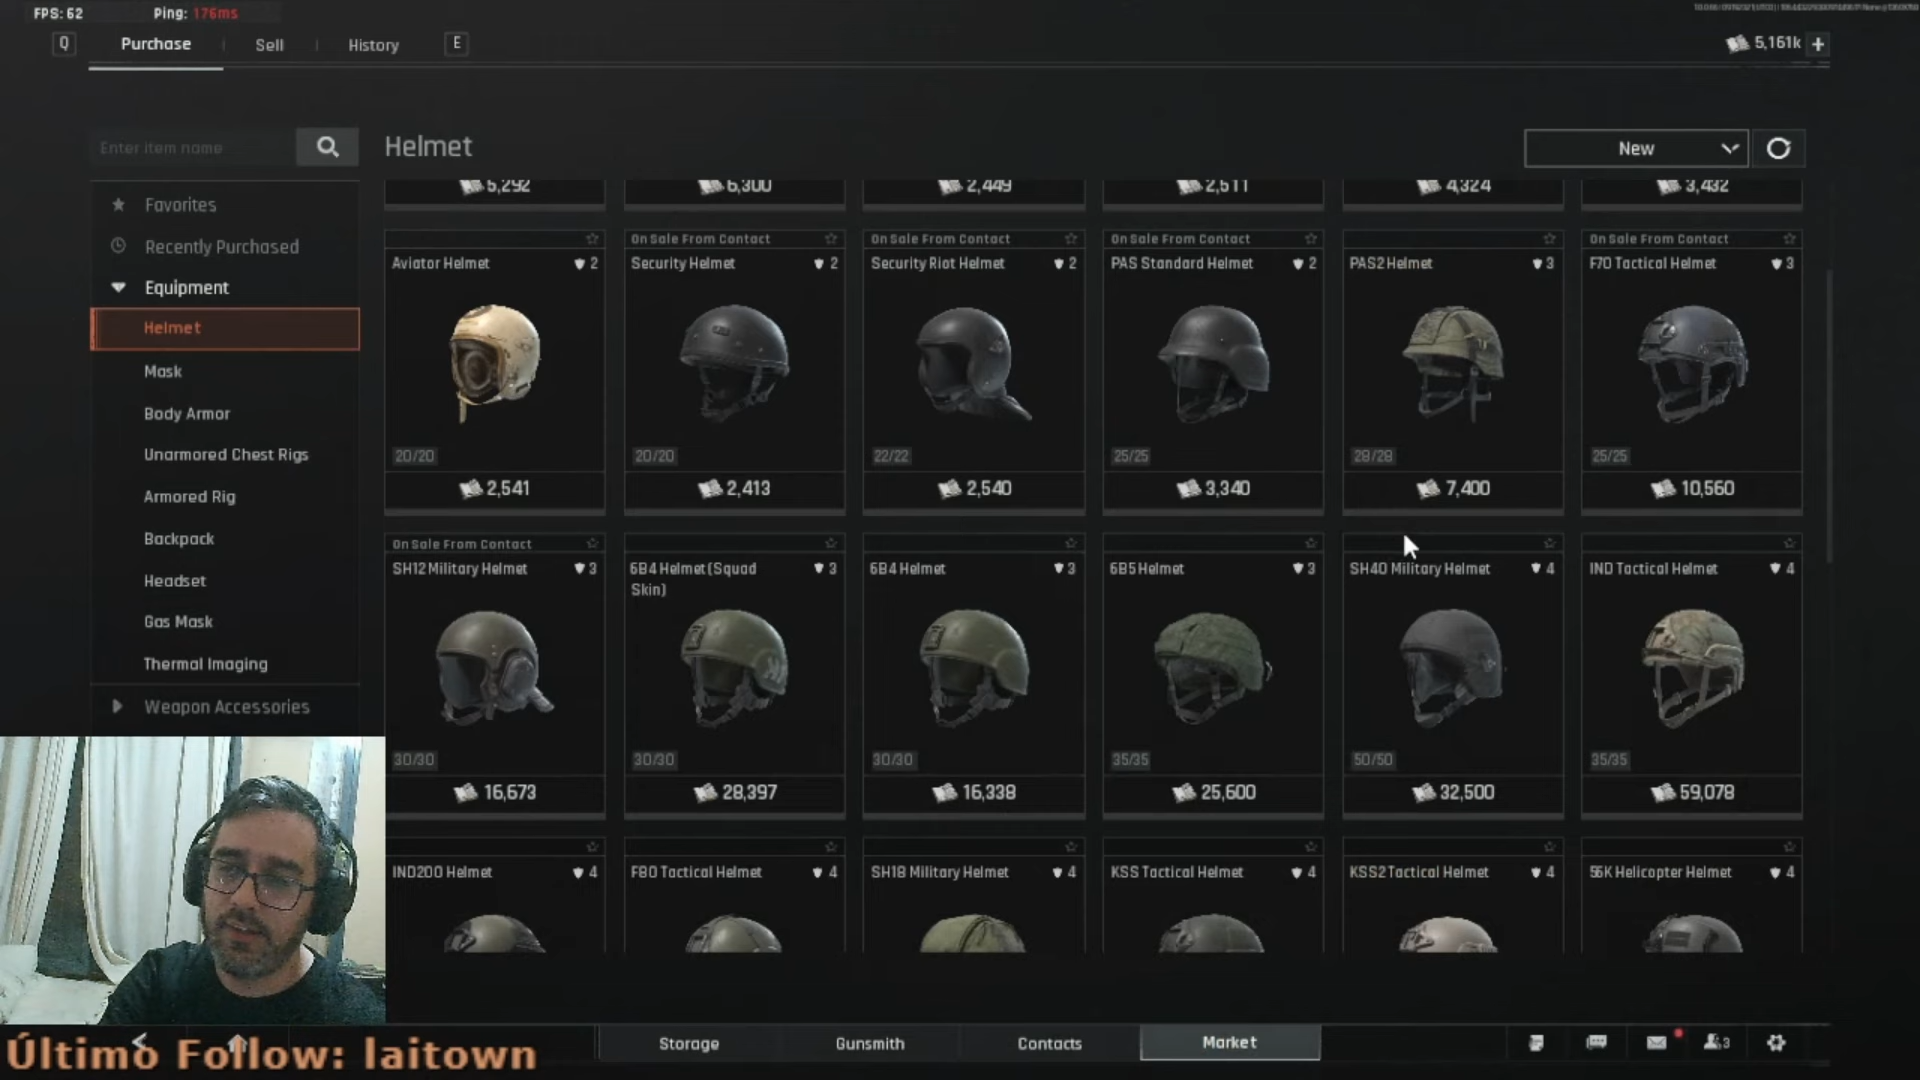 FPS: 62
Ping: 176ms
Q
Purchase
Sell
History
E
5,161k +
Enter item name
Helmet
New
Favorites
Recently Purchased
Equipment
Helmet
Mask
Body Armor
Unarmored Chest Rigs
Armored Rig
Backpack
Headset
Gas Mask
Thermal Imaging
Weapon Accessories
5,292
6,300
2,449
2,511
4,324
3,432
Aviator Helmet
2
20/20
2,541
On Sale From Contact
Security Helmet
2
20/20
2,413
On Sale From Contact
Security Riot Helmet
2
22/22
2,540
On Sale From Contact
PAS Standard Helmet
2
25/25
3,340
PAS2 Helmet
3
28/28
7,400
On Sale From Contact
F70 Tactical Helmet
3
25/25
10,560
On Sale From Contact
SH12 Military Helmet
3
30/30
16,673
6B4 Helmet (Squad
Skin)
3
30/30
28,397
6B4 Helmet
3
30/30
16,338
6B5 Helmet
3
35/35
25,600
SH40 Military Helmet
4
50/50
32,500
IND Tactical Helmet
4
35/35
59,078
IND200 Helmet
4
F80 Tactical Helmet
4
SH18 Military Helmet
4
KSS Tactical Helmet
4
KSS2 Tactical Helmet
4
56K Helicopter Helmet
4
Último Follow: laitown
Storage
Gunsmith
Contacts
Market
3